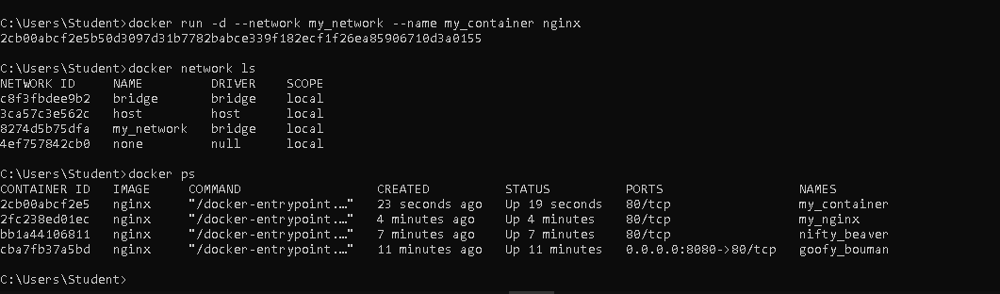 C:\Users\Student>docker run -d --network my_network --name my_container nginx
2cb00abcf2e5b50d3097d31b7782babce339f182ecf1f26ea85906710d3a0155
C:\Users\Student>docker network ls
NETWORK ID     NAME         DRIVER    SCOPE
c8f3fbdee9b2   bridge       bridge    local
3ca57c3e562c   host         host      local
8274d5b75dfa   my_network   bridge    local
4ef757842cb0   none         null      local
C:\Users\Student>docker ps
CONTAINER ID   IMAGE     COMMAND                  CREATED          STATUS          PORTS                  NAMES
2cb00abcf2e5   nginx     "/docker-entrypoint.…"   23 seconds ago   Up 19 seconds   80/tcp                 my_container
2fc238ed01ec   nginx     "/docker-entrypoint.…"   4 minutes ago    Up 4 minutes    80/tcp                 my_nginx
bb1a44106811   nginx     "/docker-entrypoint.…"   7 minutes ago    Up 7 minutes    80/tcp                 nifty_beaver
cba7fb37a5bd   nginx     "/docker-entrypoint.…"   11 minutes ago   Up 11 minutes   0.0.0.0:8080->80/tcp   goofy_bouman
C:\Users\Student>